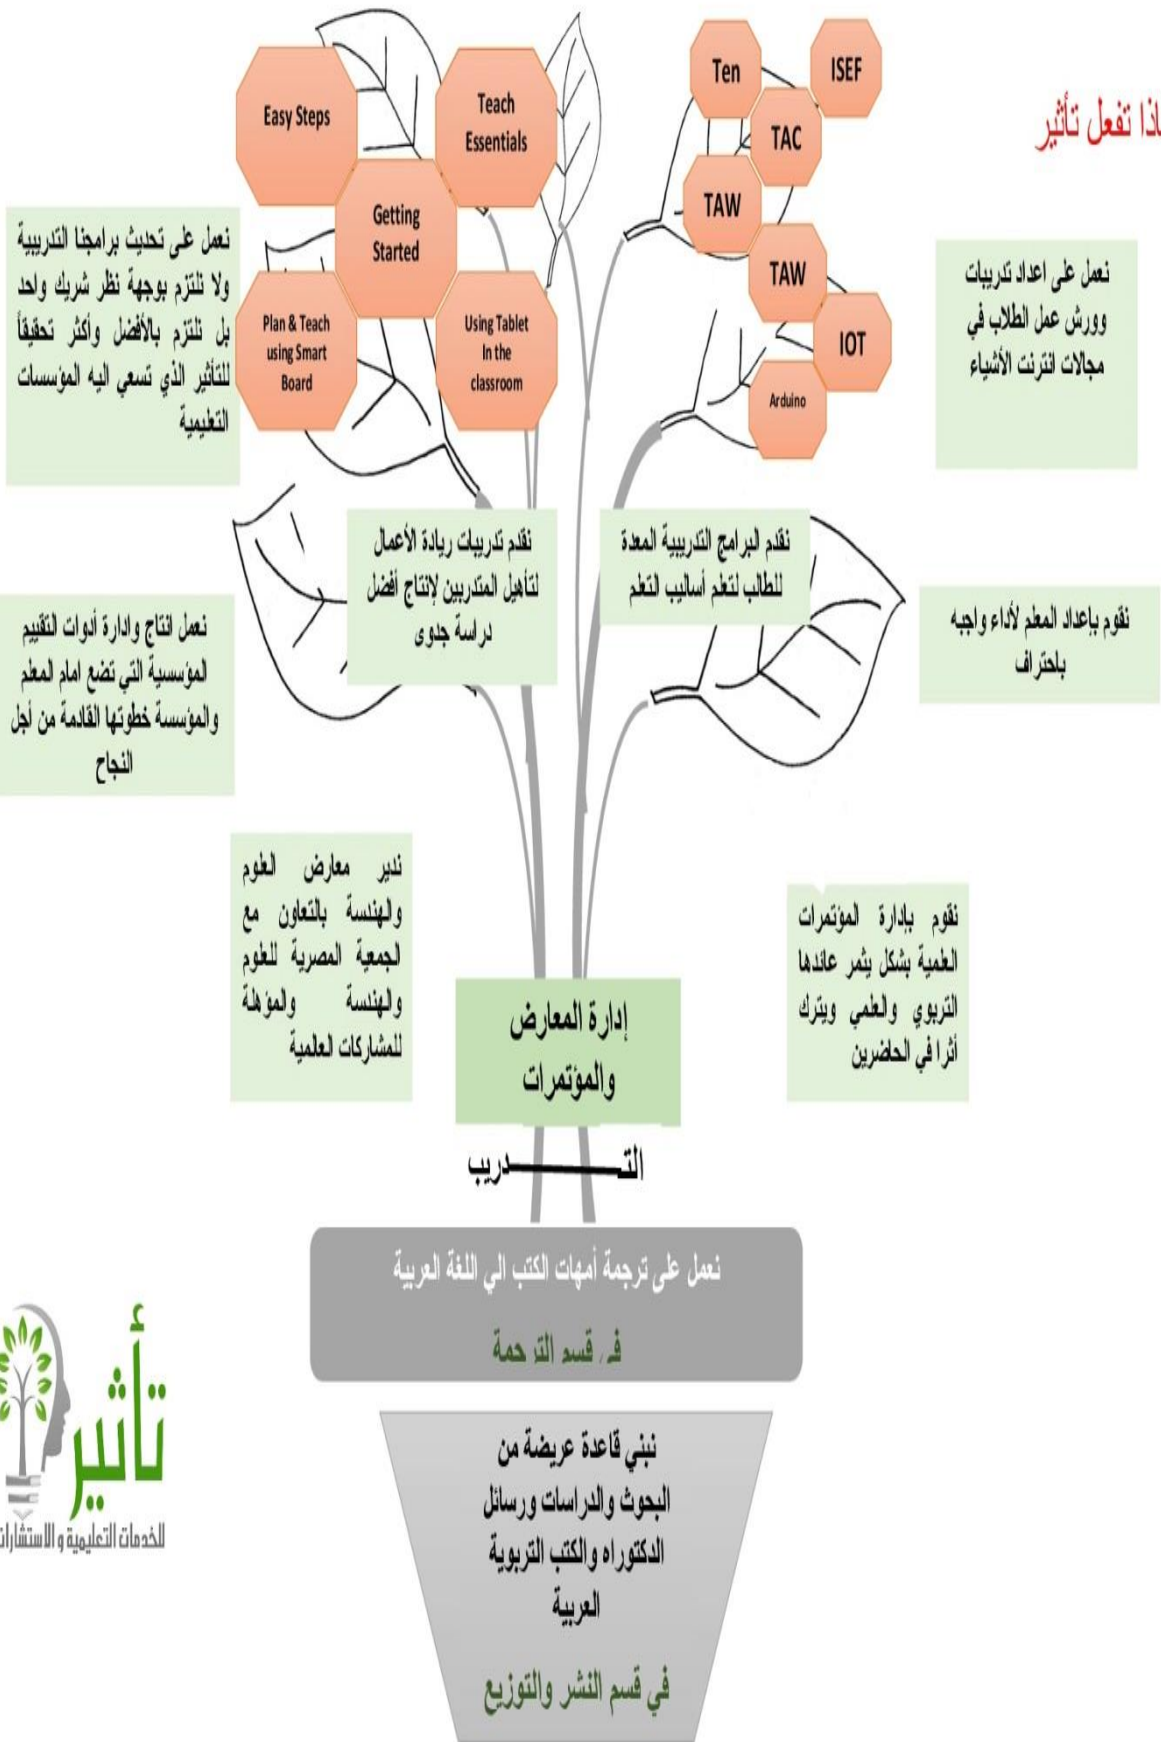 اذا تفعل تأثير
Easy Steps
Teach
Essentials
Getting
Started
Plan & Teach
using Smart
Board
Using Tablet
In the
classroom
Ten
ISEF
TAC
TAW
TAW
IOT
Arduino
نعمل على اعداد تدريبات
وورش عمل الطلاب في
مجالات انترنت الأشياء
نعمل على تحديث برامجنا التدريبية
ولا نلتزم بوجهة نظر شريك واحد
بل نلتزم بالأفضل وأكثر تحقيقاً
للتأثير الذي تسعي اليه المؤسسات
التعليمية
نقوم بإعداد المعلم لأداء واجبه
باحتراف
نقدم البرامج التدريبية المعدة
للطالب لتعلم أساليب التعلم
نقدم تدريبات ريادة الأعمال
لتأهيل المتدربين لإنتاج أفضل
دراسة جدوى
نعمل انتاج وادارة أدوات التقييم
المؤسسية التي تضع امام المعلم
والمؤسسة خطوتها القادمة من أجل
النجاح
نقوم بإدارة المؤتمرات
العلمية بشكل يثمر عائدها
التربوي والعلمي ويترك
أثرا في الحاضرين
ندير معارض العلوم
والهندسة بالتعاون مع
الجمعية المصرية للعلوم
والهندسة والمؤهلة
للمشاركات العالمية
إدارة المعارض
والمؤتمرات
التـــــدريب
نعمل على ترجمة أمهات الكتب الي اللغة العربية
في قسم الترجمة
نبني قاعدة عريضة من
البحوث والدراسات ورسائل
الدكتوراه والكتب التربوية
العربية
في قسم النشر والتوزيع
تأثير
للخدمات التعليمية و الاستشارات